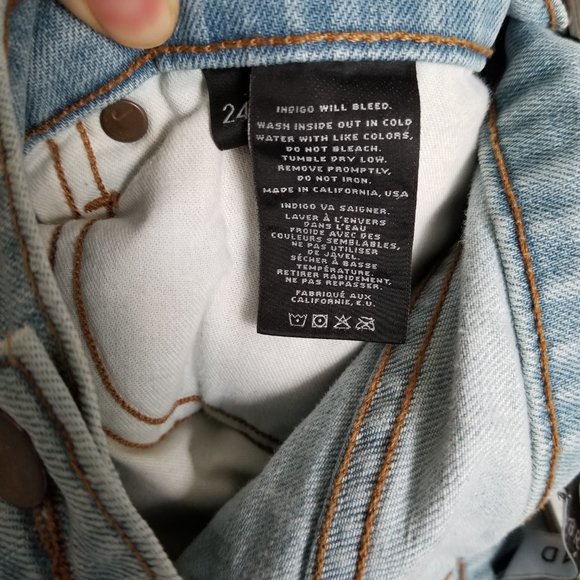 24
INDIGO WILL BLEED.
WASH INSIDE OUT IN COLD
WATER WITH LIKE COLORS,
DO NOT BLEACH.
TUMBLE DRY LOW.
REMOVE PROMPTLY,
DO NOT IRON.
MADE IN CALIFORNIA, USA
INDIGO VA SAIGNER.
LAVER À L'ENVERS
DANS L'EAU
FROIDE AVEC DES
COULEURS SEMBLABLES,
NE PAS UTILISER
DE JAVEL.
SÉCHER À BASSE
TEMPÉRATURE.
RETIRER RAPIDEMENT,
NE PAS REPASSER.
FABRIQUÉ AUX
CALIFORNIE, E.U.